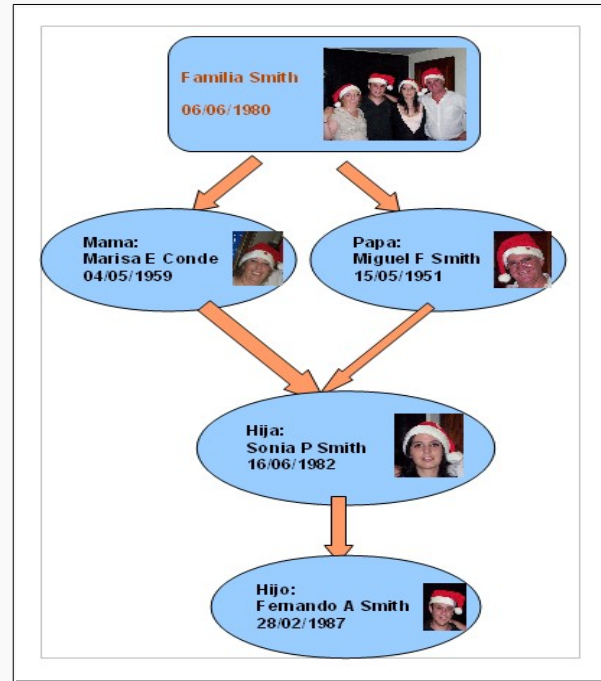 Familia Smith
06/06/1980
Mama:
Marisa E Conde
04/05/1959
Papa:
Miguel F Smith
15/05/1951
Hija:
Sonia P Smith
16/06/1982
Hijo:
Fernando A Smith
28/02/1987